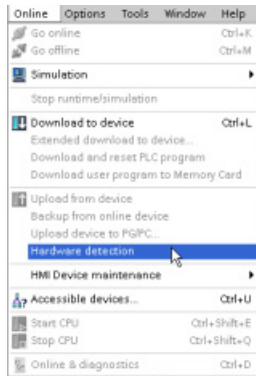 Online Options Tools Window Help
Go online Ctrl+K
Go offline Ctrl+M
Simulation
Stop runtime/simulation
Download to device Ctrl+L
Extended download to device...
Download and reset PLC program
Download user program to Memory Card
Upload from device
Backup from online device
Upload device to PG/PC...
Hardware detection
HMI Device maintenance
Accessible devices... Ctrl+U
Start CPU Ctrl+Shift+E
Stop CPU Ctrl+Shift+Q
Online & diagnostics Ctrl+D